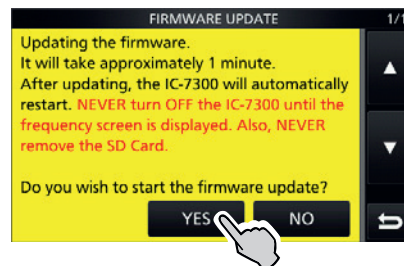 FIRMWARE UPDATE 1/1
Updating the firmware.
It will take approximately 1 minute.
After updating, the IC-7300 will automatically
restart. NEVER turn OFF the IC-7300 until the
frequency screen is displayed. Also, NEVER
remove the SD Card.
Do you wish to start the firmware update?
YES NO